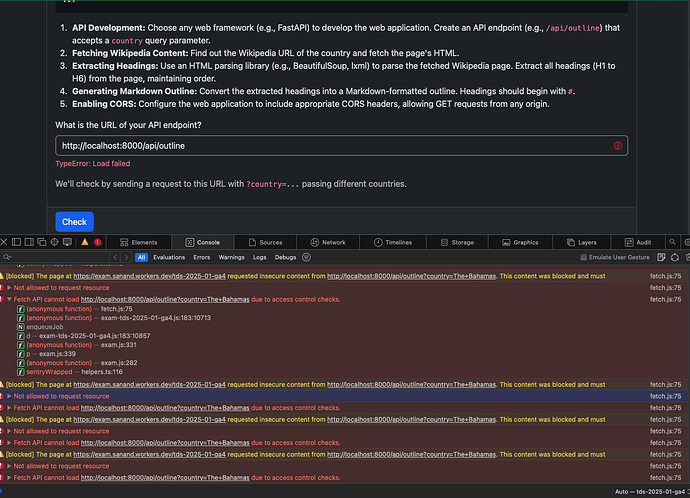 1. API Development: Choose any web framework (e.g., FastAPI) to develop the web application. Create an API endpoint (e.g., /api/outline) that
accepts a country query parameter.
2. Fetching Wikipedia Content: Find out the Wikipedia URL of the country and fetch the page's HTML.
3. Extracting Headings: Use an HTML parsing library (e.g., BeautifulSoup, lxml) to parse the fetched Wikipedia page. Extract all headings (H1
to H6) from the page, maintaining order.
4. Generating Markdown Outline: Convert the extracted headings into a Markdown-formatted outline. Headings should begin with #.
5. Enabling CORS: Configure the web application to include appropriate CORS headers, allowing GET requests from any origin.
What is the URL of your API endpoint?
http://localhost:8000/api/outline
TypeError: Load failed
We'll check by sending a request to this URL with ?country=... passing different countries.
Check
Elements Console Sources Network Timelines Storage Graphics Layers Audit
All Evaluations Errors Warnings Logs Debugs Emulate User Gesture
[blocked] The page at https://exam.sanand.workers.dev/tds-2025-01-ga4 requested insecure content from http://localhost:8000/api/outline?country=The+Bahamas. This content was blocked and must fetch.js:75
Not allowed to request resource fetch.js:75
Fetch API cannot load http://localhost:8000/api/outline?country=The+Bahamas due to access control checks. fetch.js:75
(anonymous function) — fetch.js:75
(anonymous function) — exam-tds-2025-01-ga4.js:183:10713
enqueueJob
d — exam-tds-2025-01-ga4.js:183:10857
(anonymous function) — exam.js:331
p — exam.js:339
(anonymous function) — exam.js:282
sentryWrapped — helpers.ts:116
[blocked] The page at https://exam.sanand.workers.dev/tds-2025-01-ga4 requested insecure content from http://localhost:8000/api/outline?country=The+Bahamas. This content was blocked and must fetch.js:75
Not allowed to request resource fetch.js:75
Fetch API cannot load http://localhost:8000/api/outline?country=The+Bahamas due to access control checks. fetch.js:75
[blocked] The page at https://exam.sanand.workers.dev/tds-2025-01-ga4 requested insecure content from http://localhost:8000/api/outline?country=The+Bahamas. This content was blocked and must fetch.js:75
Not allowed to request resource fetch.js:75
Fetch API cannot load http://localhost:8000/api/outline?country=The+Bahamas due to access control checks. fetch.js:75
[blocked] The page at https://exam.sanand.workers.dev/tds-2025-01-ga4 requested insecure content from http://localhost:8000/api/outline?country=The+Bahamas. This content was blocked and must fetch.js:75
Not allowed to request resource fetch.js:75
Fetch API cannot load http://localhost:8000/api/outline?country=The+Bahamas due to access control checks. fetch.js:75
Auto — tds-2025-01-ga4